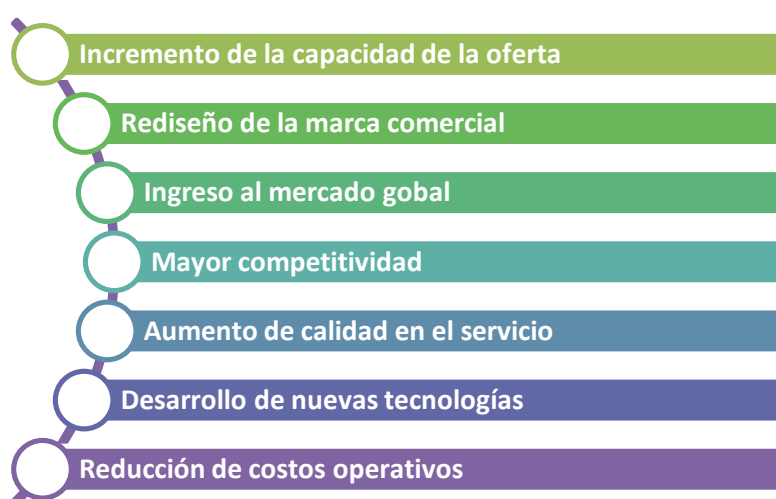 Incremento de la capacidad de la oferta
Rediseño de la marca comercial
Ingreso al mercado gobal
Mayor competitividad
Aumento de calidad en el servicio
Desarrollo de nuevas tecnologías
Reducción de costos operativos